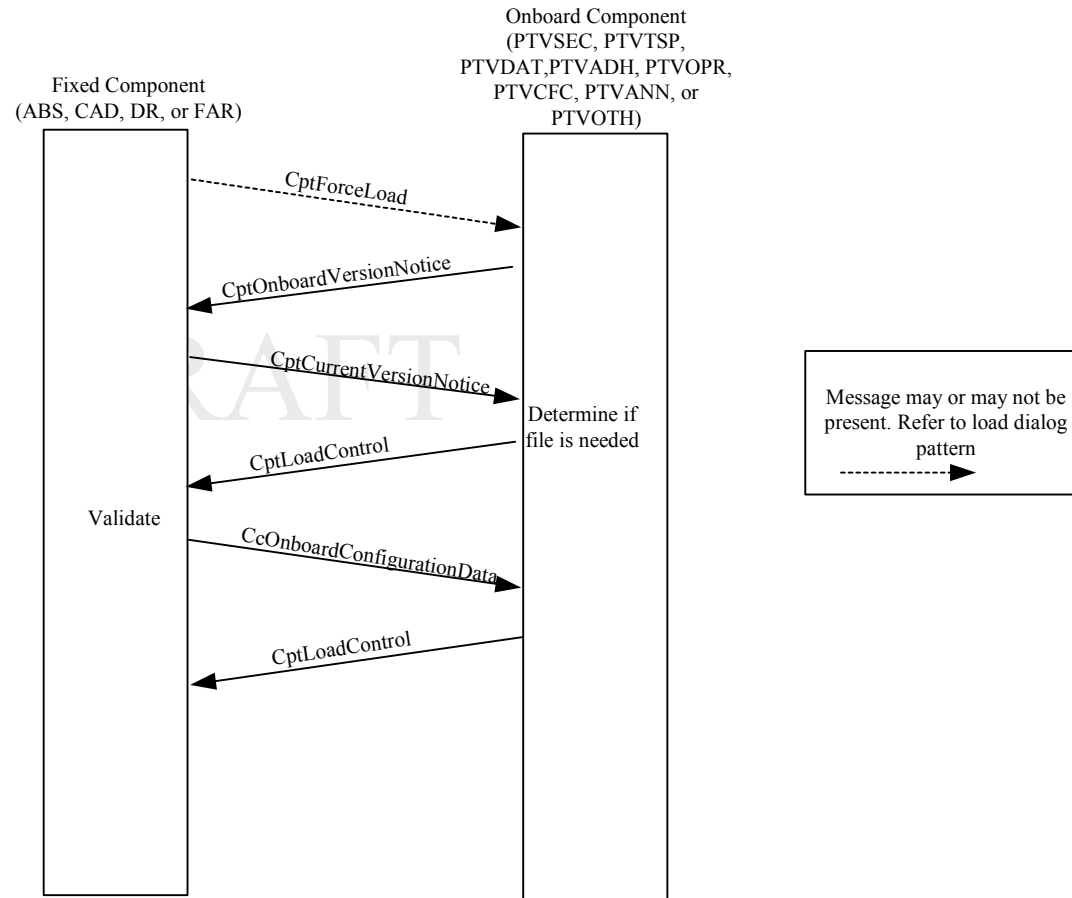 Onboard Component
(PTVSEC, PTVTSP,
PTVDAT,PTVADH, PTVOPR,
PTVCFC, PTVANN, or
PTVOTH)
Fixed Component
(ABS, CAD, DR, or FAR)
CptForceLoad
CptOnboardVersionNotice
RAFT
CptCurrentVersionNotice
Determine if
file is needed
CptLoadControl
Validate
CcOnboardConfigurationData
CptLoadControl
Message may or may not be
present. Refer to load dialog
pattern